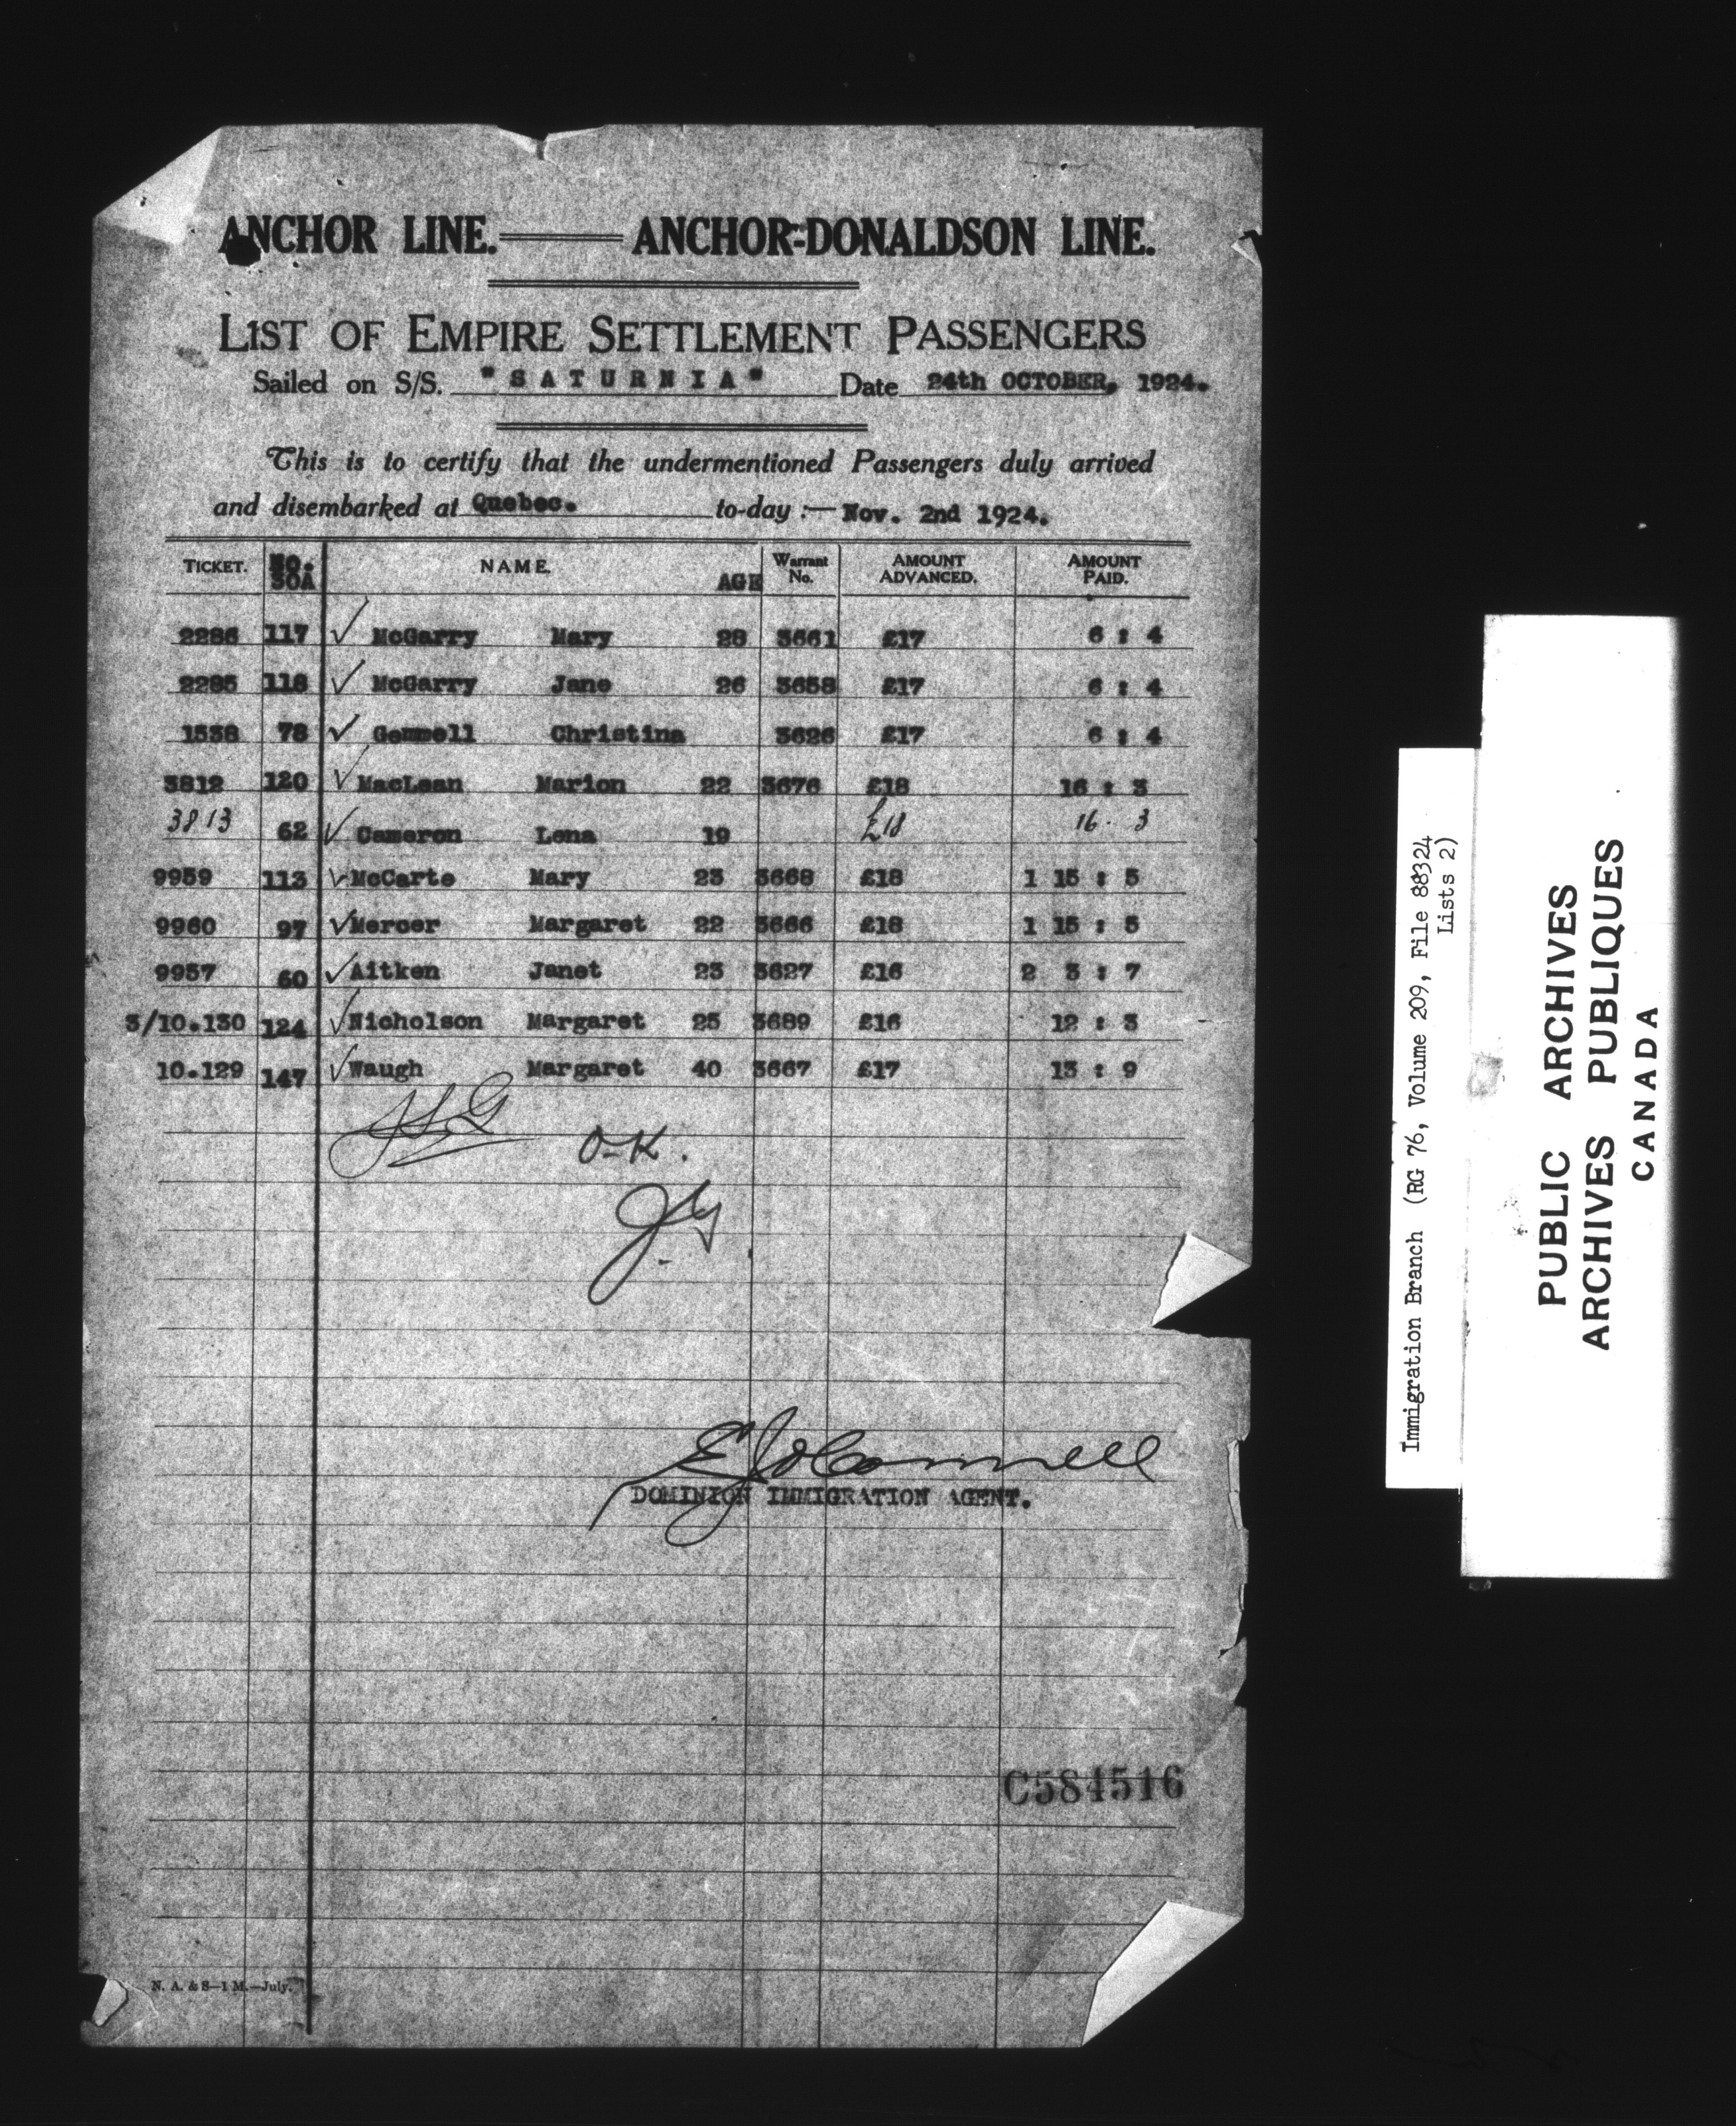 ANCHOR LINE. ANCHOR-DONALDSON LINE.
LIST OF EMPIRE SETTLEMENT PASSENGERS
Sailed on S/S. "SATURNIA" Date 24th OCTOBER, 1924.
This is to certify that the undermentioned Passengers duly arrived
and disembarked at Quebec. to-day :— Nov. 2nd 1924.
TICKET. NO. 30A NAME. AGE Warrant No. AMOUNT ADVANCED. AMOUNT PAID.
2286 117 ✓ McGarry Mary 28 3661 £17 6 : 4
2285 118 ✓ McGarry Jane 26 3658 £17 6 : 4
1538 78 ✓ Gemmell Christina 3626 £17 6 : 4
3812 120 ✓ MacLean Marion 22 3676 £18 16 : 3
3813 62 ✓ Cameron Lena 19 £18 16. 3
9959 113 ✓ McCarte Mary 23 3668 £18 1 15 : 5
9960 97 ✓ Mercer Margaret 22 3666 £18 1 15 : 5
9957 60 ✓ Aitken Janet 23 3627 £16 2 3 : 7
3/10.130 124 ✓ Nicholson Margaret 25 3689 £16 12 : 3
10.129 147 ✓ Waugh Margaret 40 3667 £17 13 : 9
O-K.
DOMINION IMMIGRATION AGENT.
C584516
N. A. & S—1 M.—July.
Immigration Branch (RG 76, Volume 209, File 88324
Lists 2)
PUBLIC ARCHIVES
ARCHIVES PUBLIQUES
CANADA